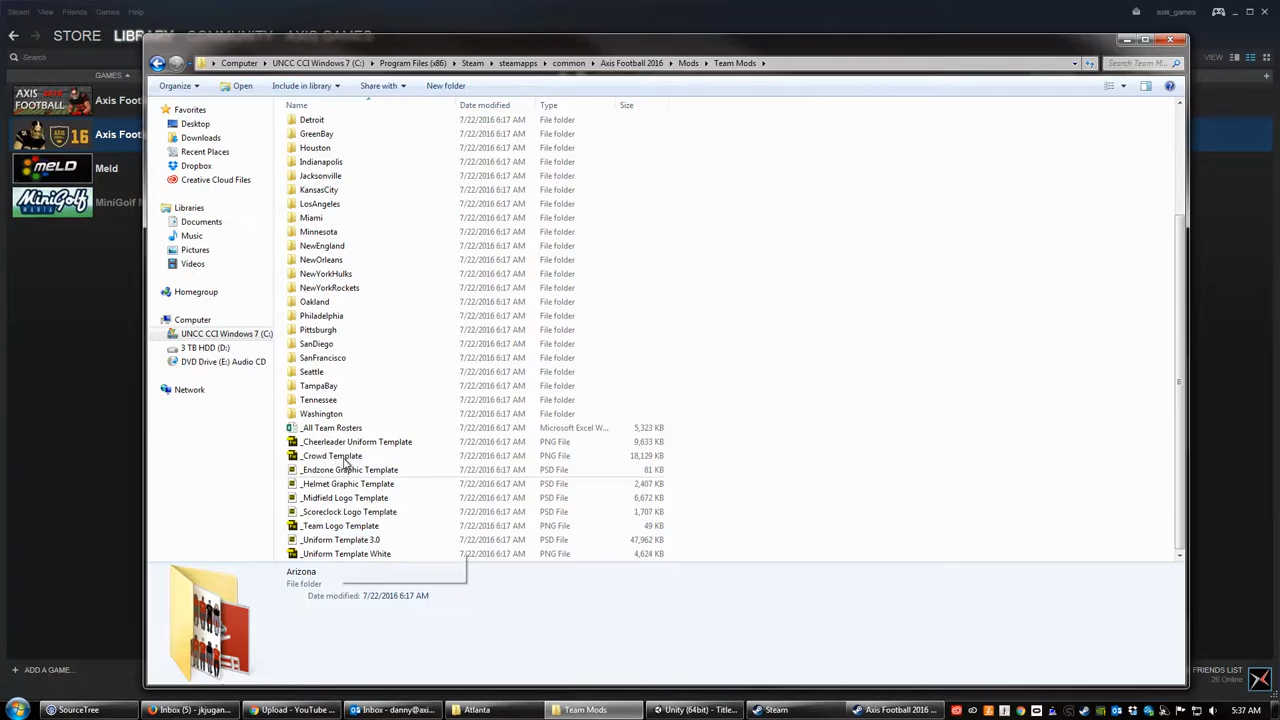 Steam View Friends Games Help axis_games
STORE LIBRARY COMMUNITY AXIS_GAMES
Search
GAMES
VIEW
AXIS FOOTBALL 2015 Axis Foot
16 Axis Footb
MELD Meld
MINIGOLF MANIA MiniGolf M
Computer UNCC CCI Windows 7 (C:) Program Files (x86) Steam steamapps common Axis Football 2016 Mods Team Mods Search Team M...
Organize Open Include in library Share with New folder
Name Date modified Type Size
Favorites
Desktop
Downloads
Recent Places
Dropbox
Creative Cloud Files
Libraries
Documents
Music
Pictures
Videos
Homegroup
Computer
UNCC CCI Windows 7 (C:)
3 TB HDD (D:)
DVD Drive (E:) Audio CD
Network
Detroit 7/22/2016 6:17 AM File folder
GreenBay 7/22/2016 6:17 AM File folder
Houston 7/22/2016 6:17 AM File folder
Indianapolis 7/22/2016 6:17 AM File folder
Jacksonville 7/22/2016 6:17 AM File folder
KansasCity 7/22/2016 6:17 AM File folder
LosAngeles 7/22/2016 6:17 AM File folder
Miami 7/22/2016 6:17 AM File folder
Minnesota 7/22/2016 6:17 AM File folder
NewEngland 7/22/2016 6:17 AM File folder
NewOrleans 7/22/2016 6:17 AM File folder
NewYorkHulks 7/22/2016 6:17 AM File folder
NewYorkRockets 7/22/2016 6:17 AM File folder
Oakland 7/22/2016 6:17 AM File folder
Philadelphia 7/22/2016 6:17 AM File folder
Pittsburgh 7/22/2016 6:17 AM File folder
SanDiego 7/22/2016 6:17 AM File folder
SanFrancisco 7/22/2016 6:17 AM File folder
Seattle 7/22/2016 6:17 AM File folder
TampaBay 7/22/2016 6:17 AM File folder
Tennessee 7/22/2016 6:17 AM File folder
Washington 7/22/2016 6:17 AM File folder
_All Team Rosters 7/22/2016 6:17 AM Microsoft Excel W... 5,323 KB
_Cheerleader Uniform Template 7/22/2016 6:17 AM PNG File 9,633 KB
_Crowd Template 7/22/2016 6:17 AM PNG File 18,129 KB
_Endzone Graphic Template 7/22/2016 6:17 AM PSD File 81 KB
_Helmet Graphic Template 7/22/2016 6:17 AM PSD File 2,407 KB
_Midfield Logo Template 7/22/2016 6:17 AM PSD File 6,672 KB
_Scoreclock Logo Template 7/22/2016 6:17 AM PSD File 1,707 KB
_Team Logo Template 7/22/2016 6:17 AM PNG File 49 KB
_Uniform Template 3.0 7/22/2016 6:17 AM PSD File 47,962 KB
_Uniform Template White 7/22/2016 6:17 AM PNG File 4,624 KB
Arizona
File folder
Date modified: 7/22/2016 6:17 AM
ADD A GAME...
FRIENDS LIST
26 Online
SourceTree Inbox (5) - jkjugan... Upload - YouTube ... Inbox - danny@axi... Atlanta Team Mods Unity (64bit) - Title... Steam Axis Football 2016 ... 5:37 AM